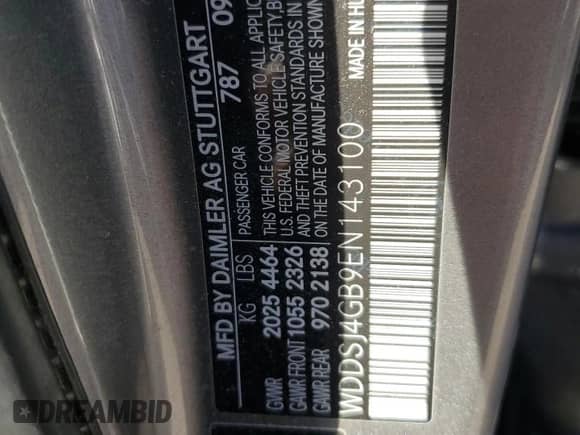 MFD BY DAIMLER AG STUTTGART
787 09
KG LBS PASSENGER CAR
GVWR 2025 4464
GAWR FRONT 1055 2326
GAWR REAR 970 2138
THIS VEHICLE CONFORMS TO ALL APPLIC
U.S. FEDERAL MOTOR VEHICLE SAFETY, B
AND THEFT PREVENTION STANDARDS
ON THE DATE OF MANUFACTURE SHOWN
WDDSJ4GB9EN143100
MADE IN HU
DREAMBID